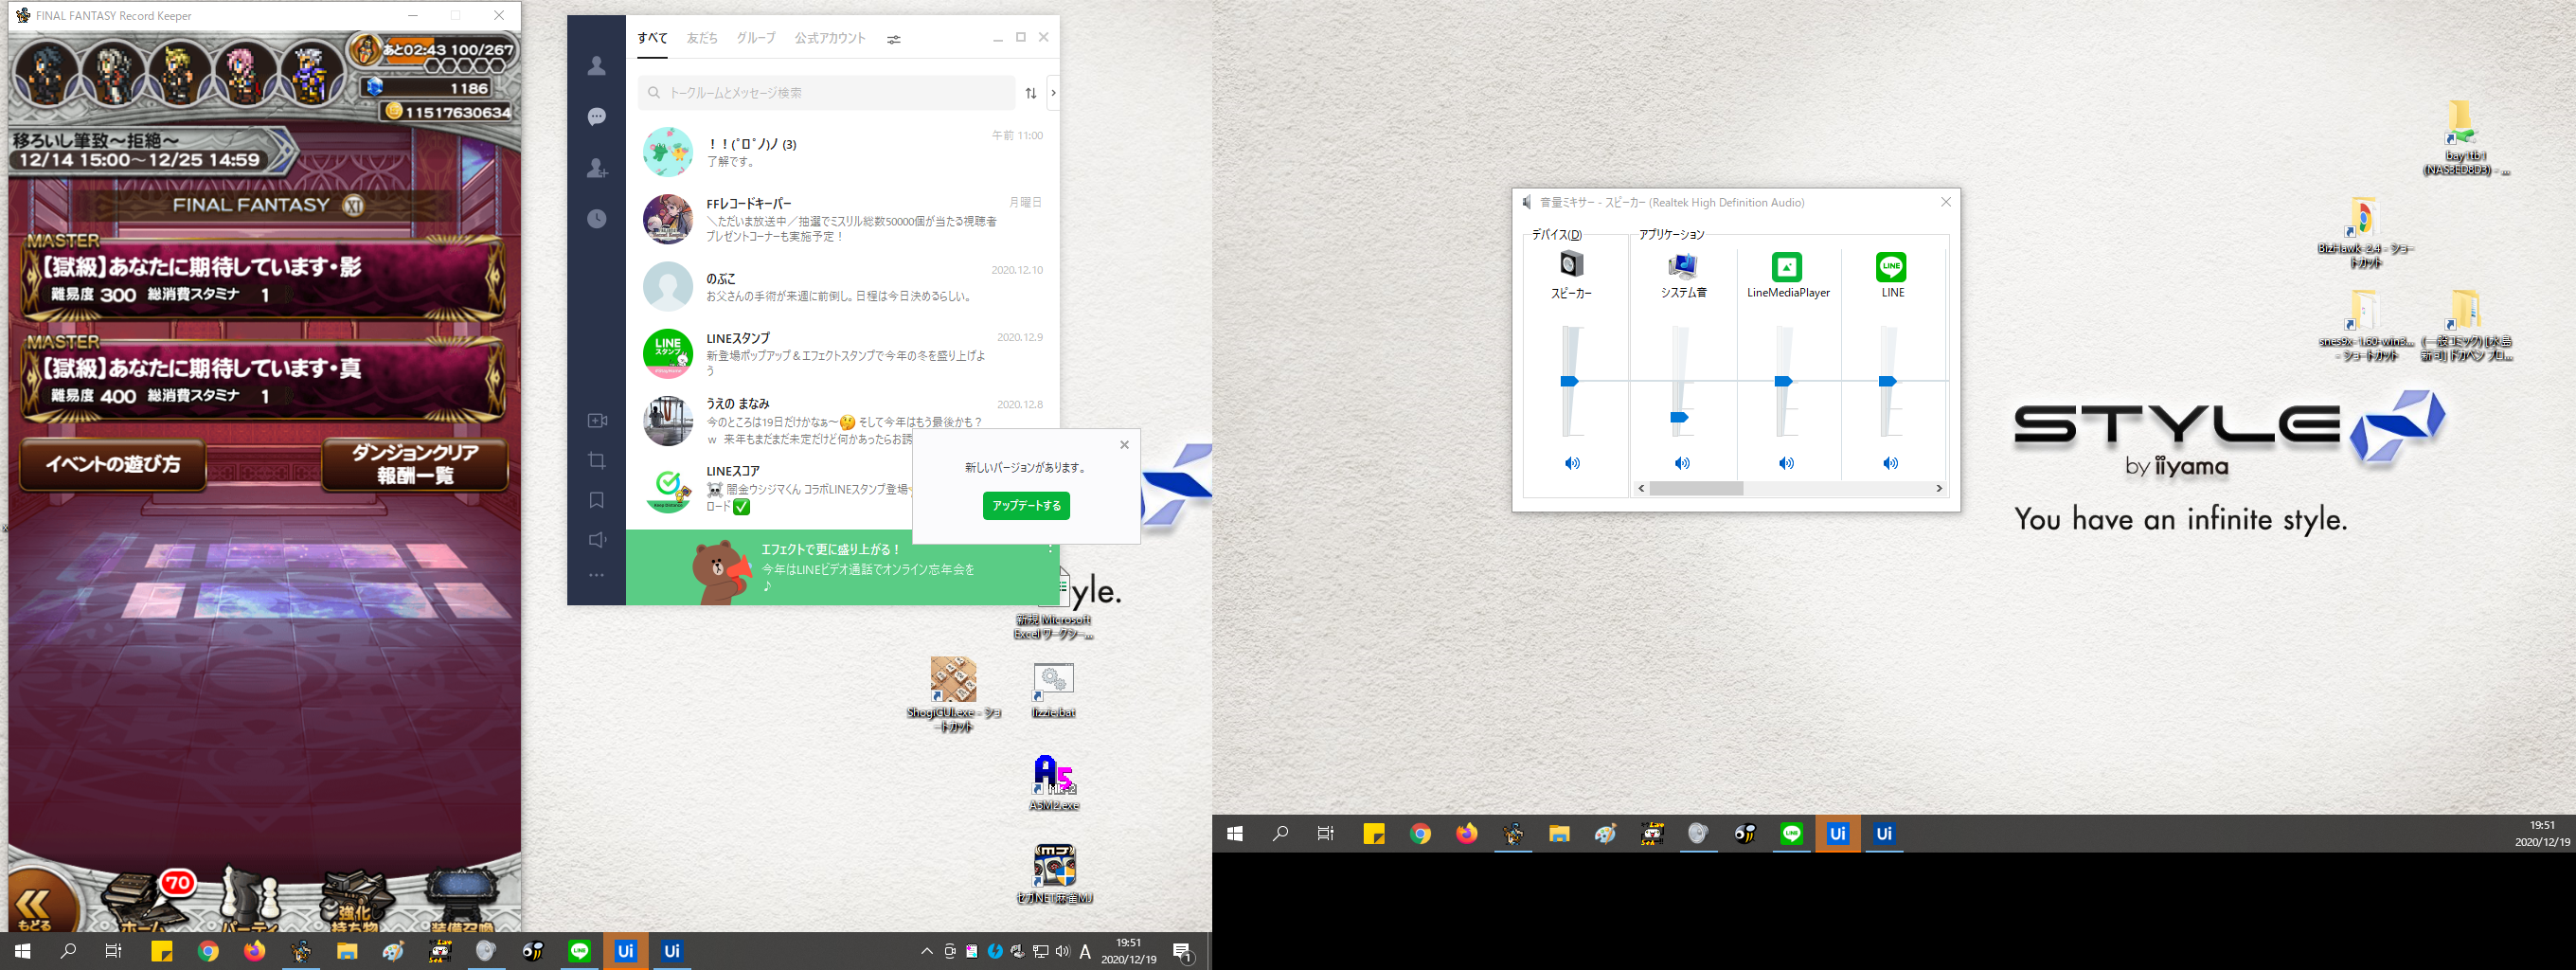 FINAL FANTASY Record Keeper
あと02:43 100/267
1186
11517630634
移ろいし筆致～拒絶～
12/14 15:00～12/25 14:59
FINAL FANTASY XI
MASTER
【獄級】あなたに期待しています・影
難易度 300 総消費スタミナ 1
MASTER
【獄級】あなたに期待しています・真
難易度 400 総消費スタミナ 1
イベントの遊び方
ダンジョンクリア
報酬一覧
もどる
70
ホーム
パーティ
強化
持ち物
装備召喚
すべて
友だち
グループ
公式アカウント
トークルームとメッセージ検索
！！(ﾟロﾟノ)ノ (3)
午前 11:00
了解です。
FFレコードキーパー
月曜日
＼ただいま放送中／抽選でミスリル総数50000個が当たる視聴者
プレゼントコーナーも実施予定！
のぶこ
2020.12.10
お父さんの手術が来週に前倒し。日程は今日決めるらしい。
LINEスタンプ
2020.12.9
新登場ポップアップ＆エフェクトスタンプで今年の冬を盛り上げよ
う
うえの まなみ
2020.12.8
今のところは19日だけかなぁ～🤔 そして今年はもう最後かも？
w 来年もまだまだ未定だけど何かあったらお誘
LINEスコア
☠ 闇金ウシジマくん コラボLINEスタンプ登場
ロード✅
新しいバージョンがあります。
アップデートする
エフェクトで更に盛り上がる！
今年はLINEビデオ通話でオンライン忘年会を
♪
yle.
新規 Microsoft
Excel ワークシー...
ShogiGUI.exe - ショ
ートカット
lizzie.bat
ASM2.exe
セガNET麻雀MJ
A
19:51
2020/12/19
1
音量ミキサー - スピーカー (Realtek High Definition Audio)
デバイス(D)
アプリケーション
スピーカー
システム音
LineMediaPlayer
LINE
bay1tb1
(NAS3ED8D3) - ...
BizHawk-2.4 - ショー
トカット
snes9x-1.60-win3...
- ショートカット
(一般コミック) [水島
新司] ドカベン プロ...
STYLE
by iiyama
You have an infinite style.
19:51
2020/12/19